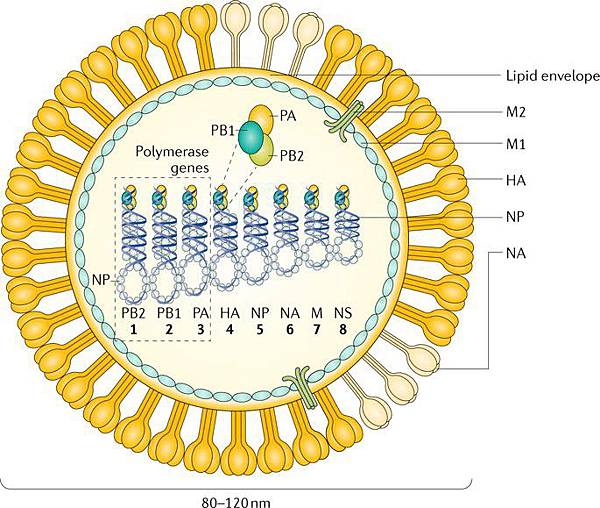 Lipid envelope
M2
M1
HA
NP
NA
PA
PB1
PB2
Polymerase
genes
NP
PB2 PB1 PA HA NP NA M NS
1 2 3 4 5 6 7 8
80–120 nm